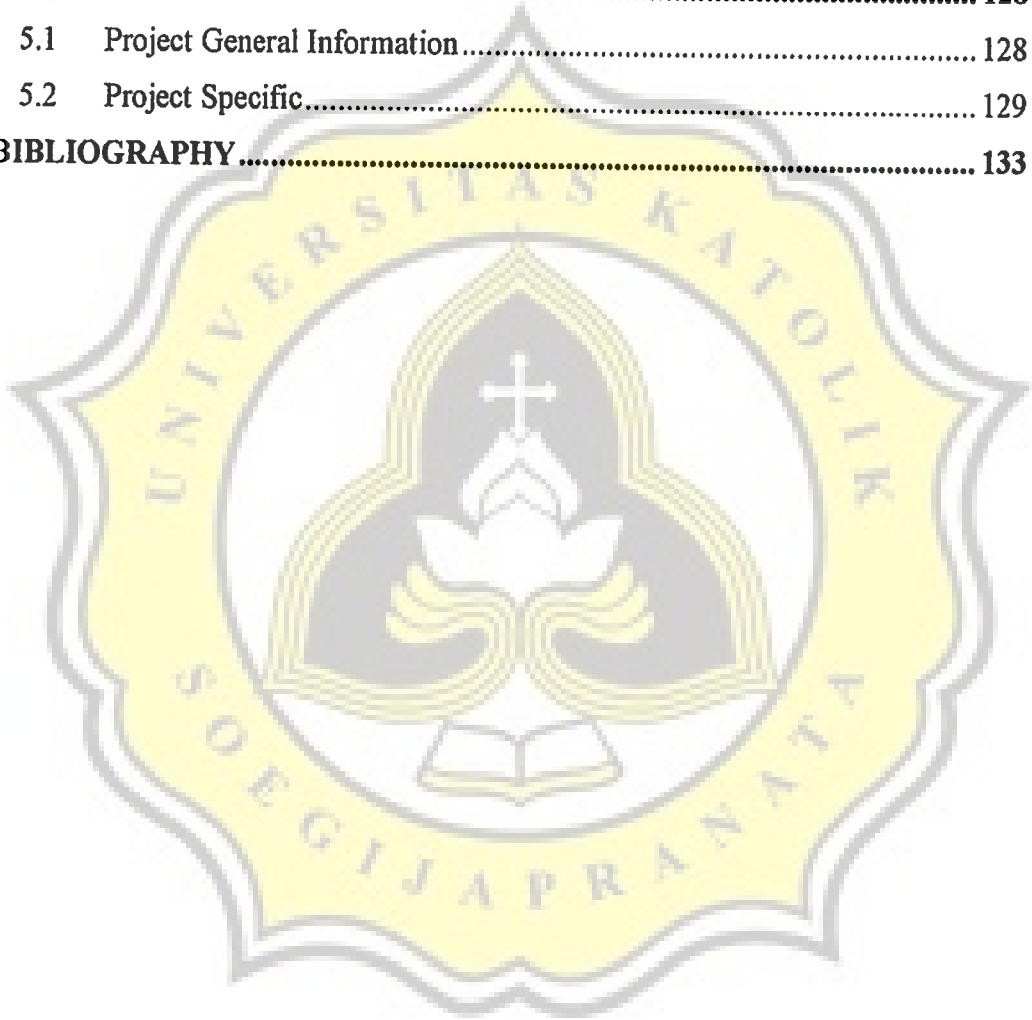 5.1 Project General Information.......................................................... 128
5.2 Project Specific.......................................................................... 129
BIBLIOGRAPHY.................................................................................. 133
UNIVERSITAS KATOLIK
SOEGIJAPRANATA